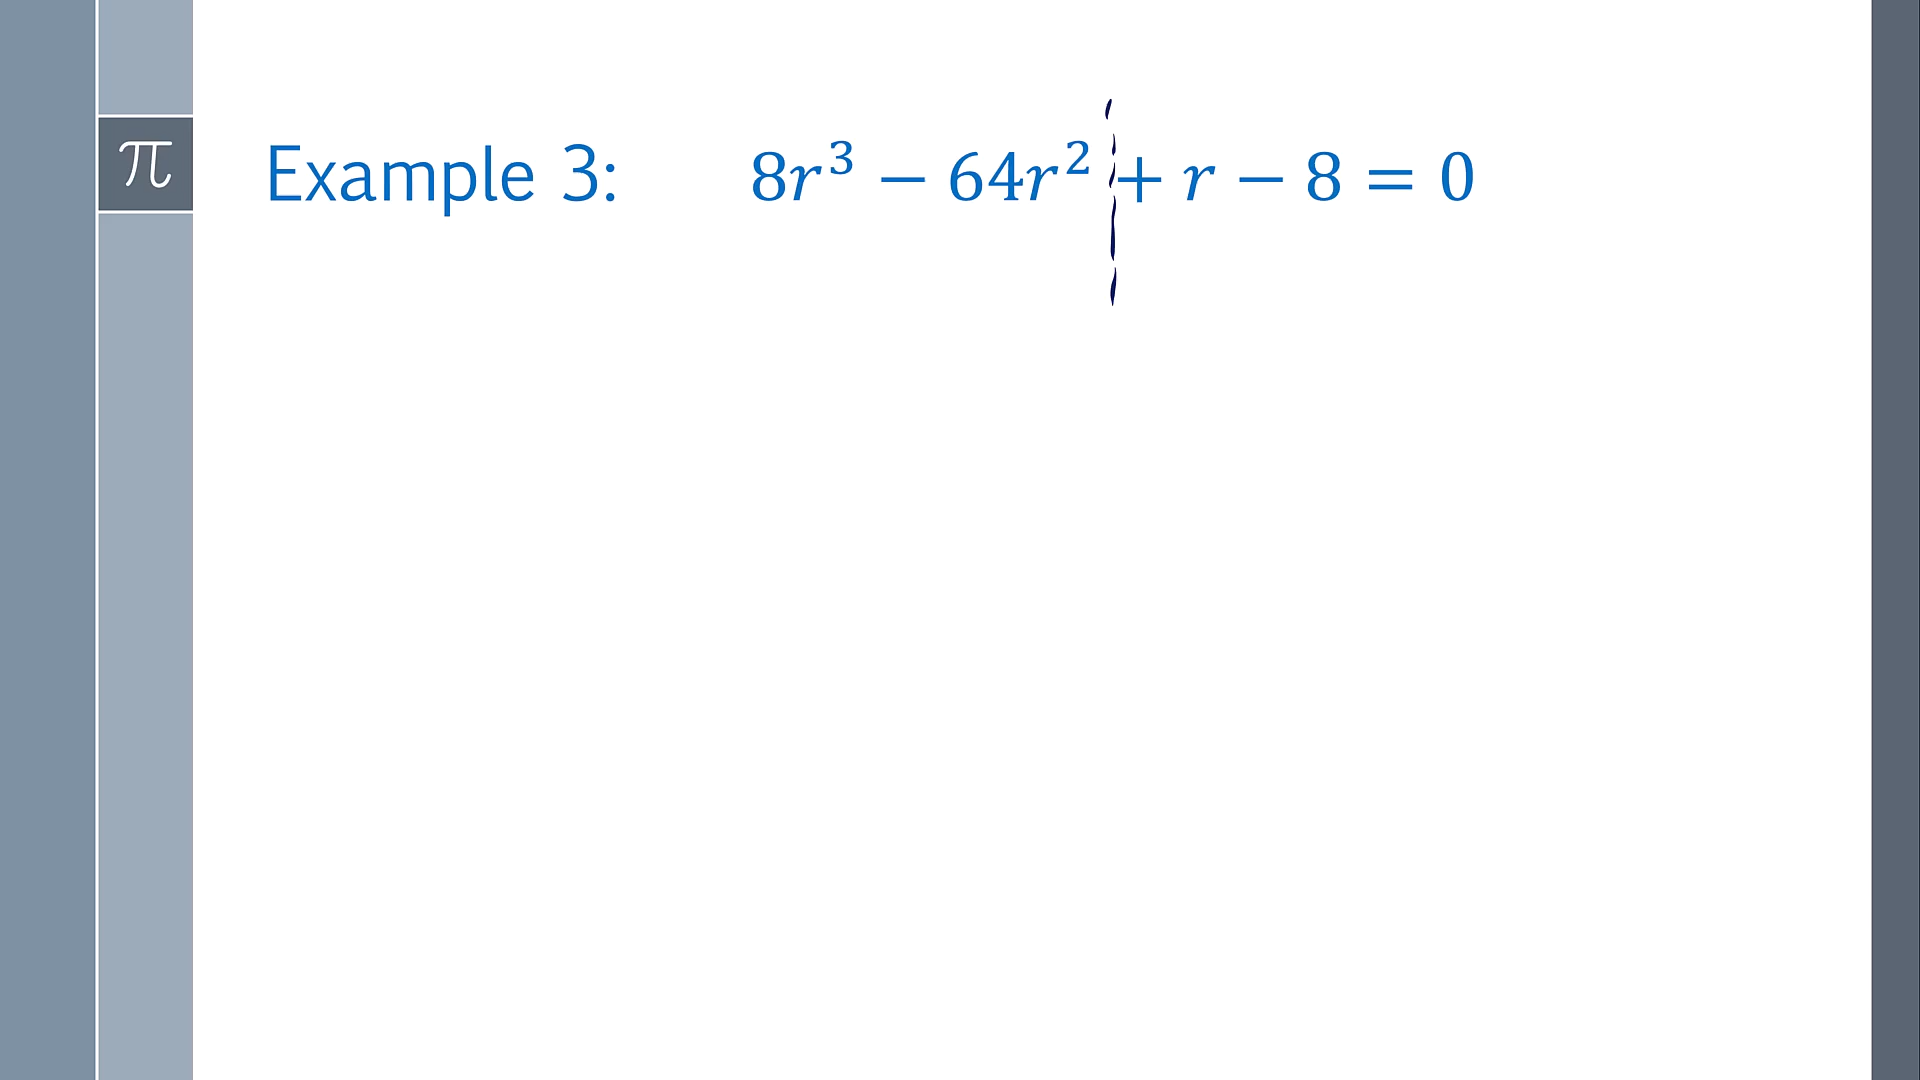 π
Example 3: 8r³ − 64r² + r − 8 = 0